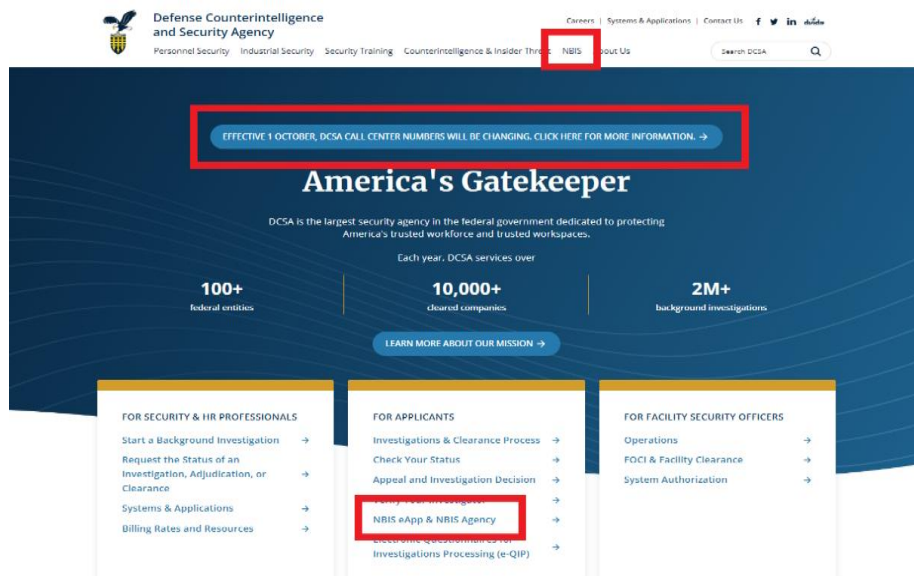 Defense Counterintelligence
and Security Agency
Careers | Systems & Applications | Contact Us
Personnel Security Industrial Security Security Training Counterintelligence & Insider Threat NBIS About Us
Search DCSA
EFFECTIVE 1 OCTOBER, DCSA CALL CENTER NUMBERS WILL BE CHANGING. CLICK HERE FOR MORE INFORMATION. →
America's Gatekeeper
DCSA is the largest security agency in the federal government dedicated to protecting
America's trusted workforce and trusted workspaces.
Each year, DCSA services over
100+
federal entities
10,000+
cleared companies
2M+
background investigations
LEARN MORE ABOUT OUR MISSION →
FOR SECURITY & HR PROFESSIONALS
Start a Background Investigation →
Request the Status of an
Investigation, Adjudication, or →
Clearance
Systems & Applications →
Billing Rates and Resources →
FOR APPLICANTS
Investigations & Clearance Process →
Check Your Status →
Appeal and Investigation Decision →
Verify Your Investigator →
NBIS eApp & NBIS Agency →
Electronic Questionnaires for
Investigations Processing (e-QIP) →
FOR FACILITY SECURITY OFFICERS
Operations →
FOCI & Facility Clearance →
System Authorization →